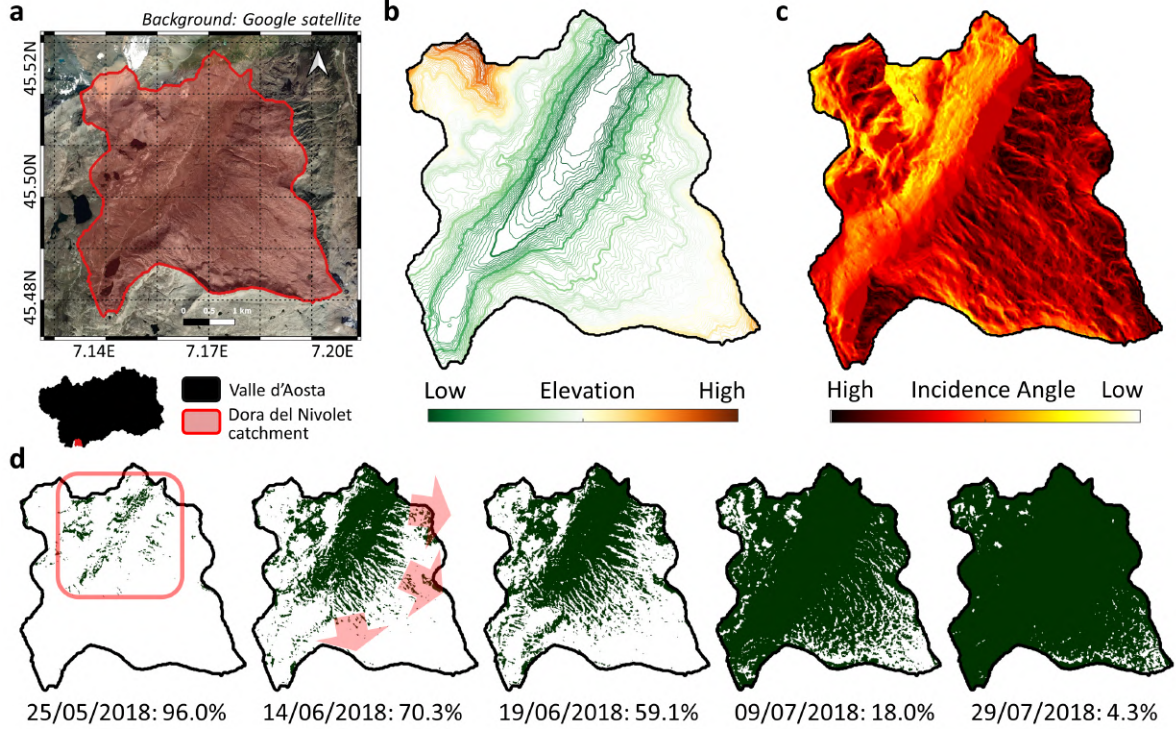 a
Background: Google satellite
45.52N
45.50N
45.48N
0 0.5 1 km
7.14E 7.17E 7.20E
Valle d'Aosta
Dora del Nivolet
catchment
b
Low Elevation High
c
High Incidence Angle Low
d
25/05/2018: 96.0% 14/06/2018: 70.3% 19/06/2018: 59.1% 09/07/2018: 18.0% 29/07/2018: 4.3%